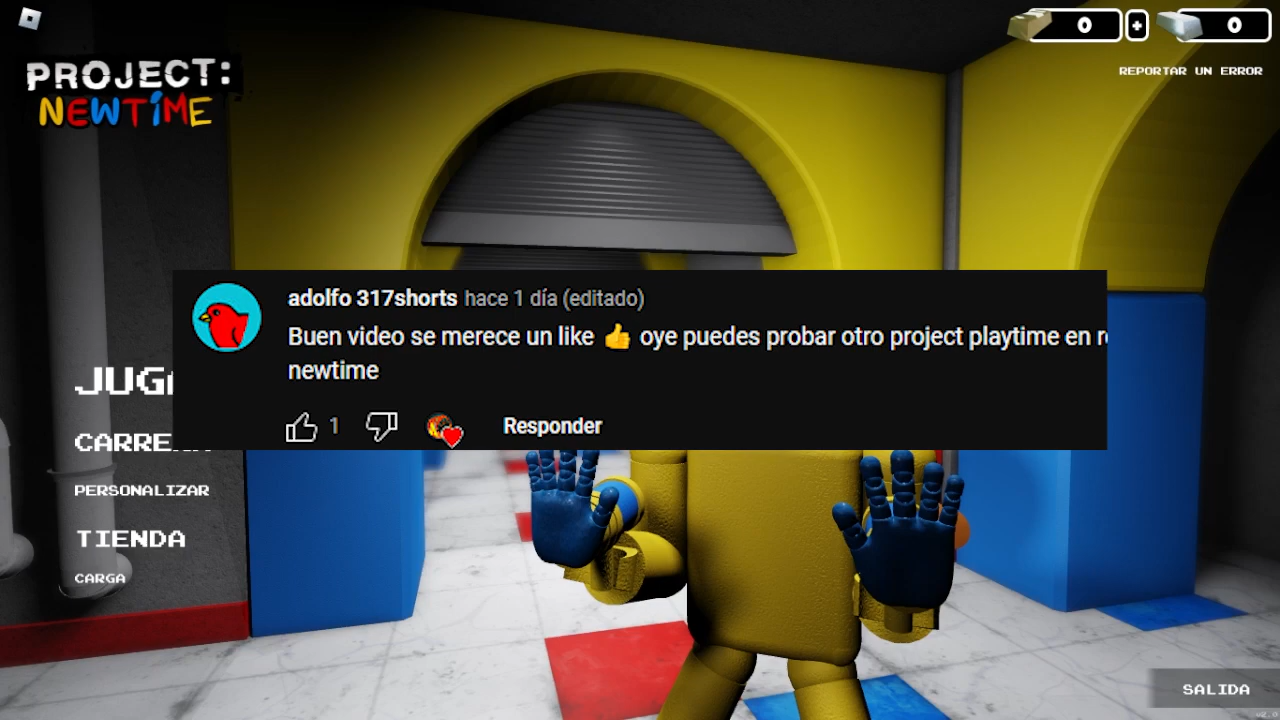 0
+
0
REPORTAR UN ERROR
PROJECT:
NEWTIME
adolfo 317shorts hace 1 día (editado)
Buen video se merece un like 👍 oye puedes probar otro project playtime en
newtime
1
Responder
PERSONALIZAR
TIENDA
CARGA
SALIDA